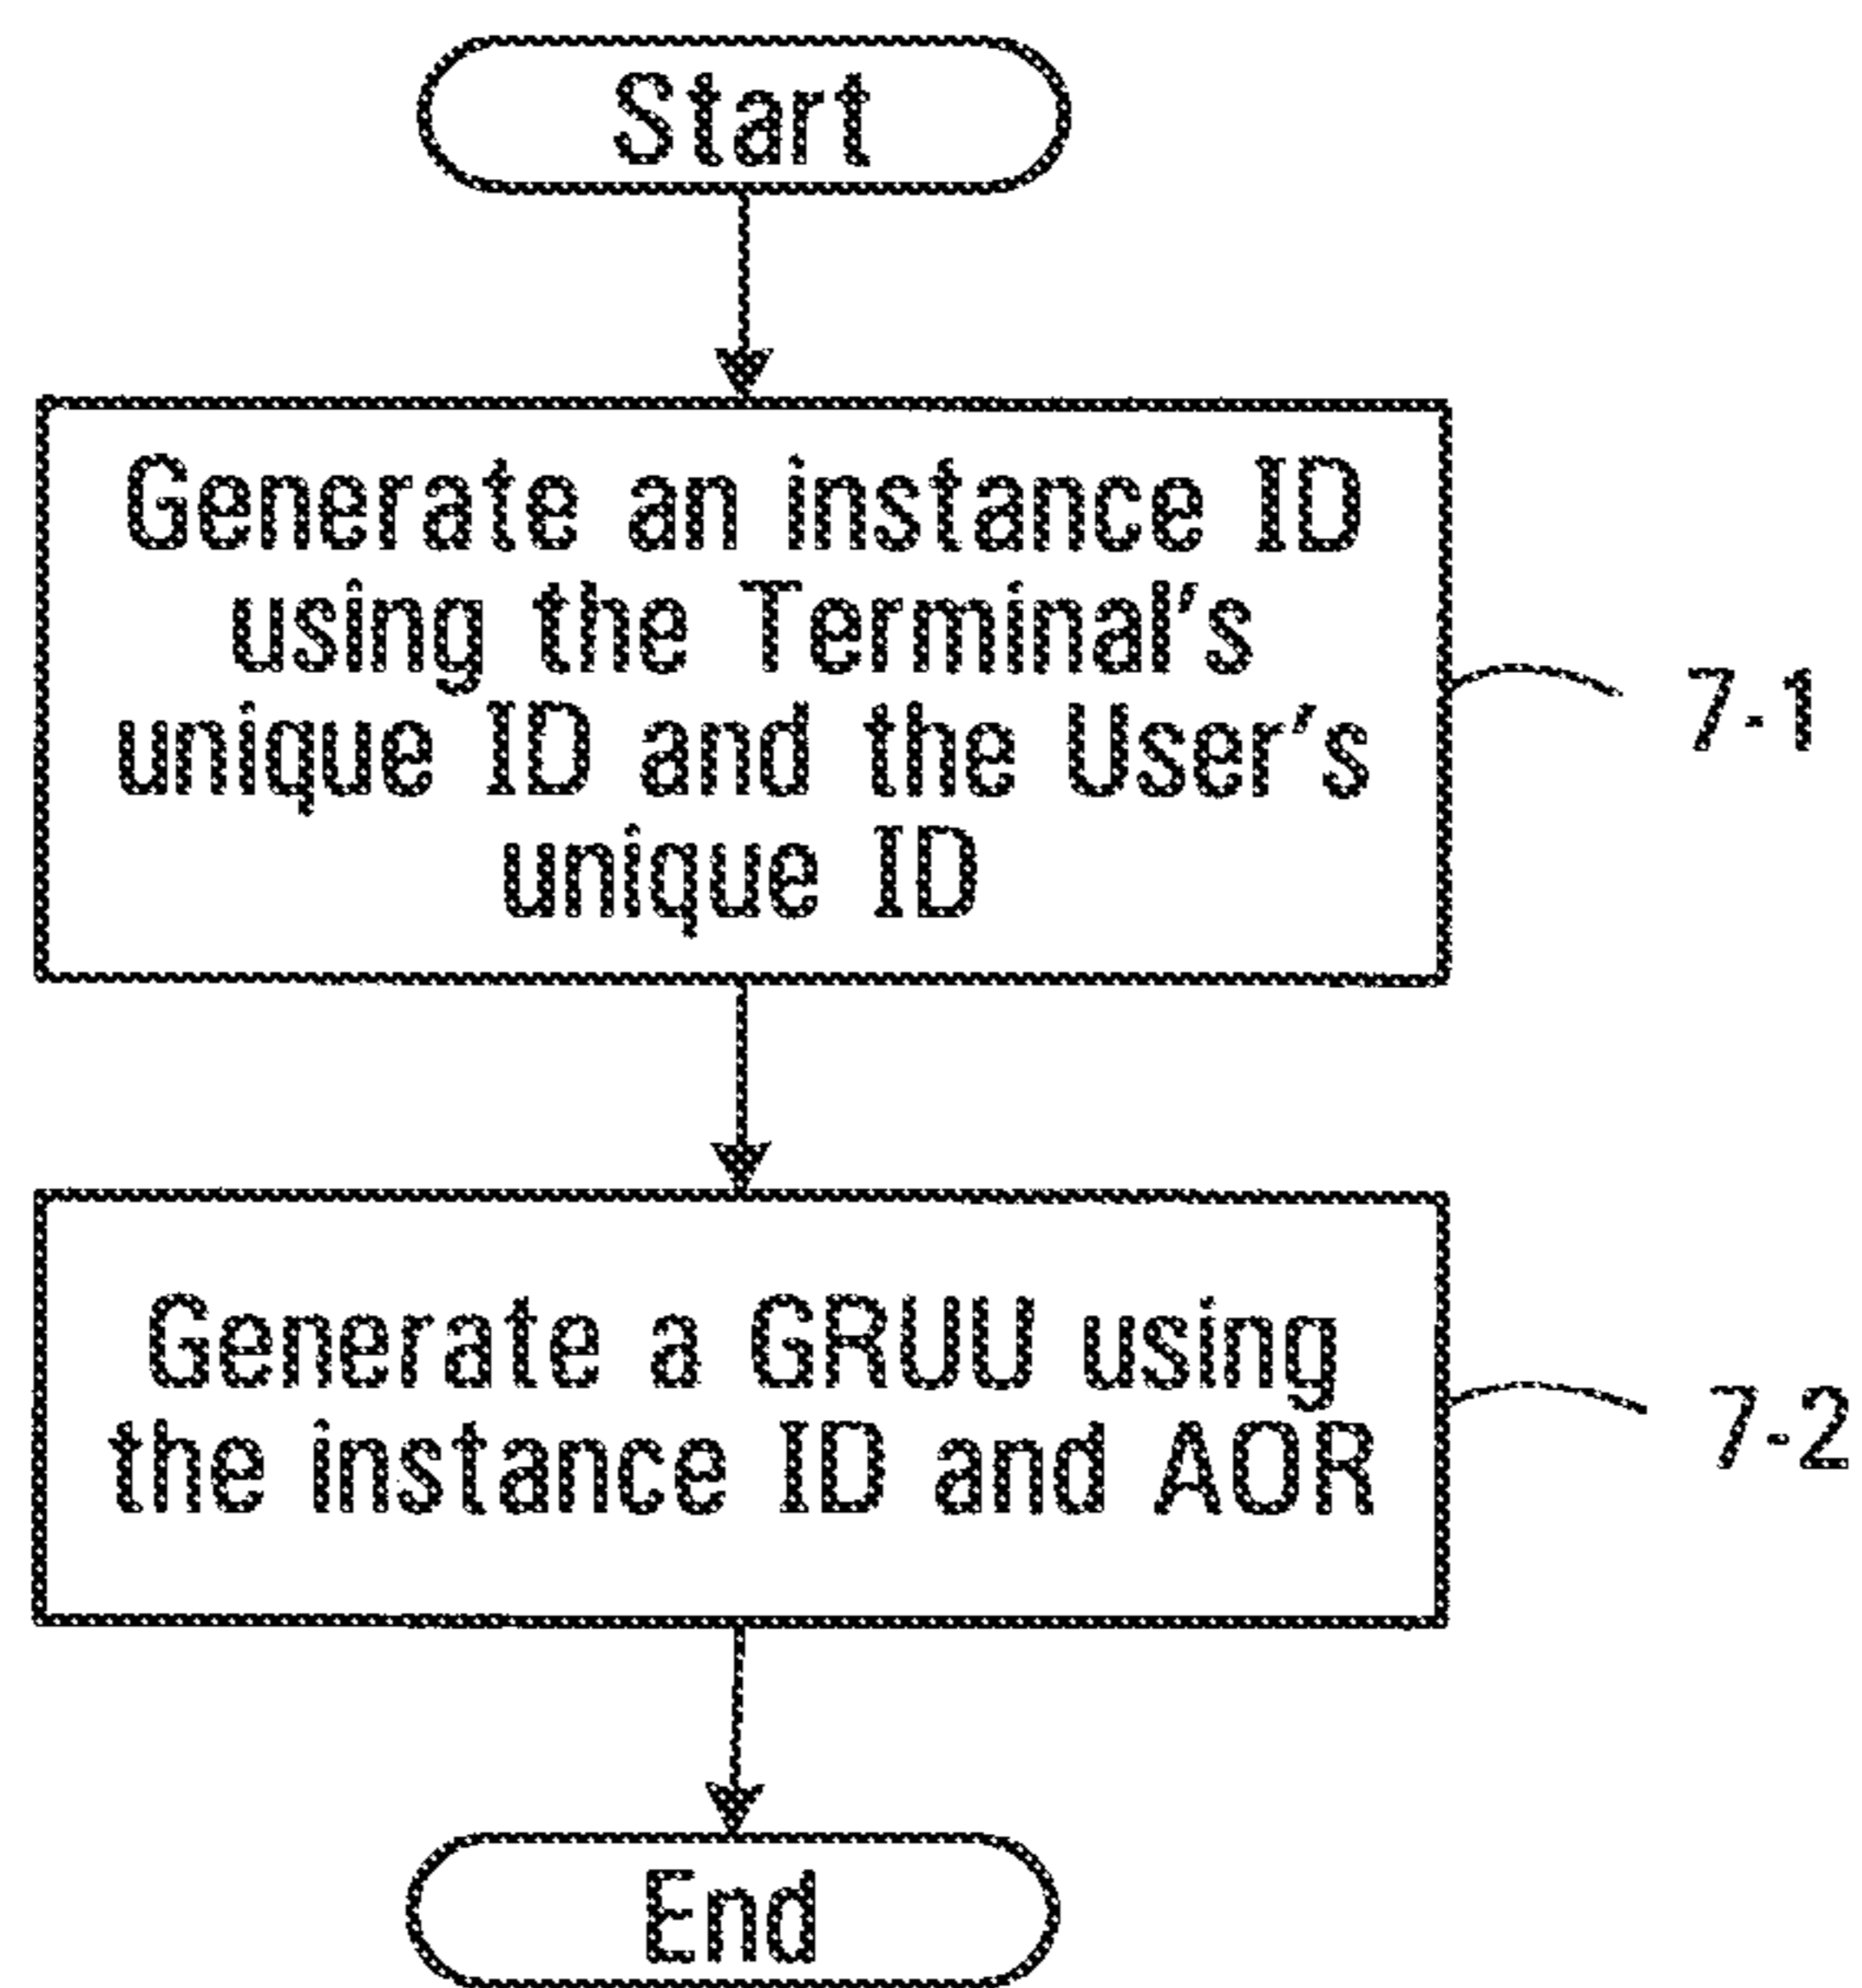 Start
Generate an instance ID
using the Terminal's
unique ID and the User's
unique ID
7-1
Generate a GRUU using
the instance ID and AOR
7-2
End